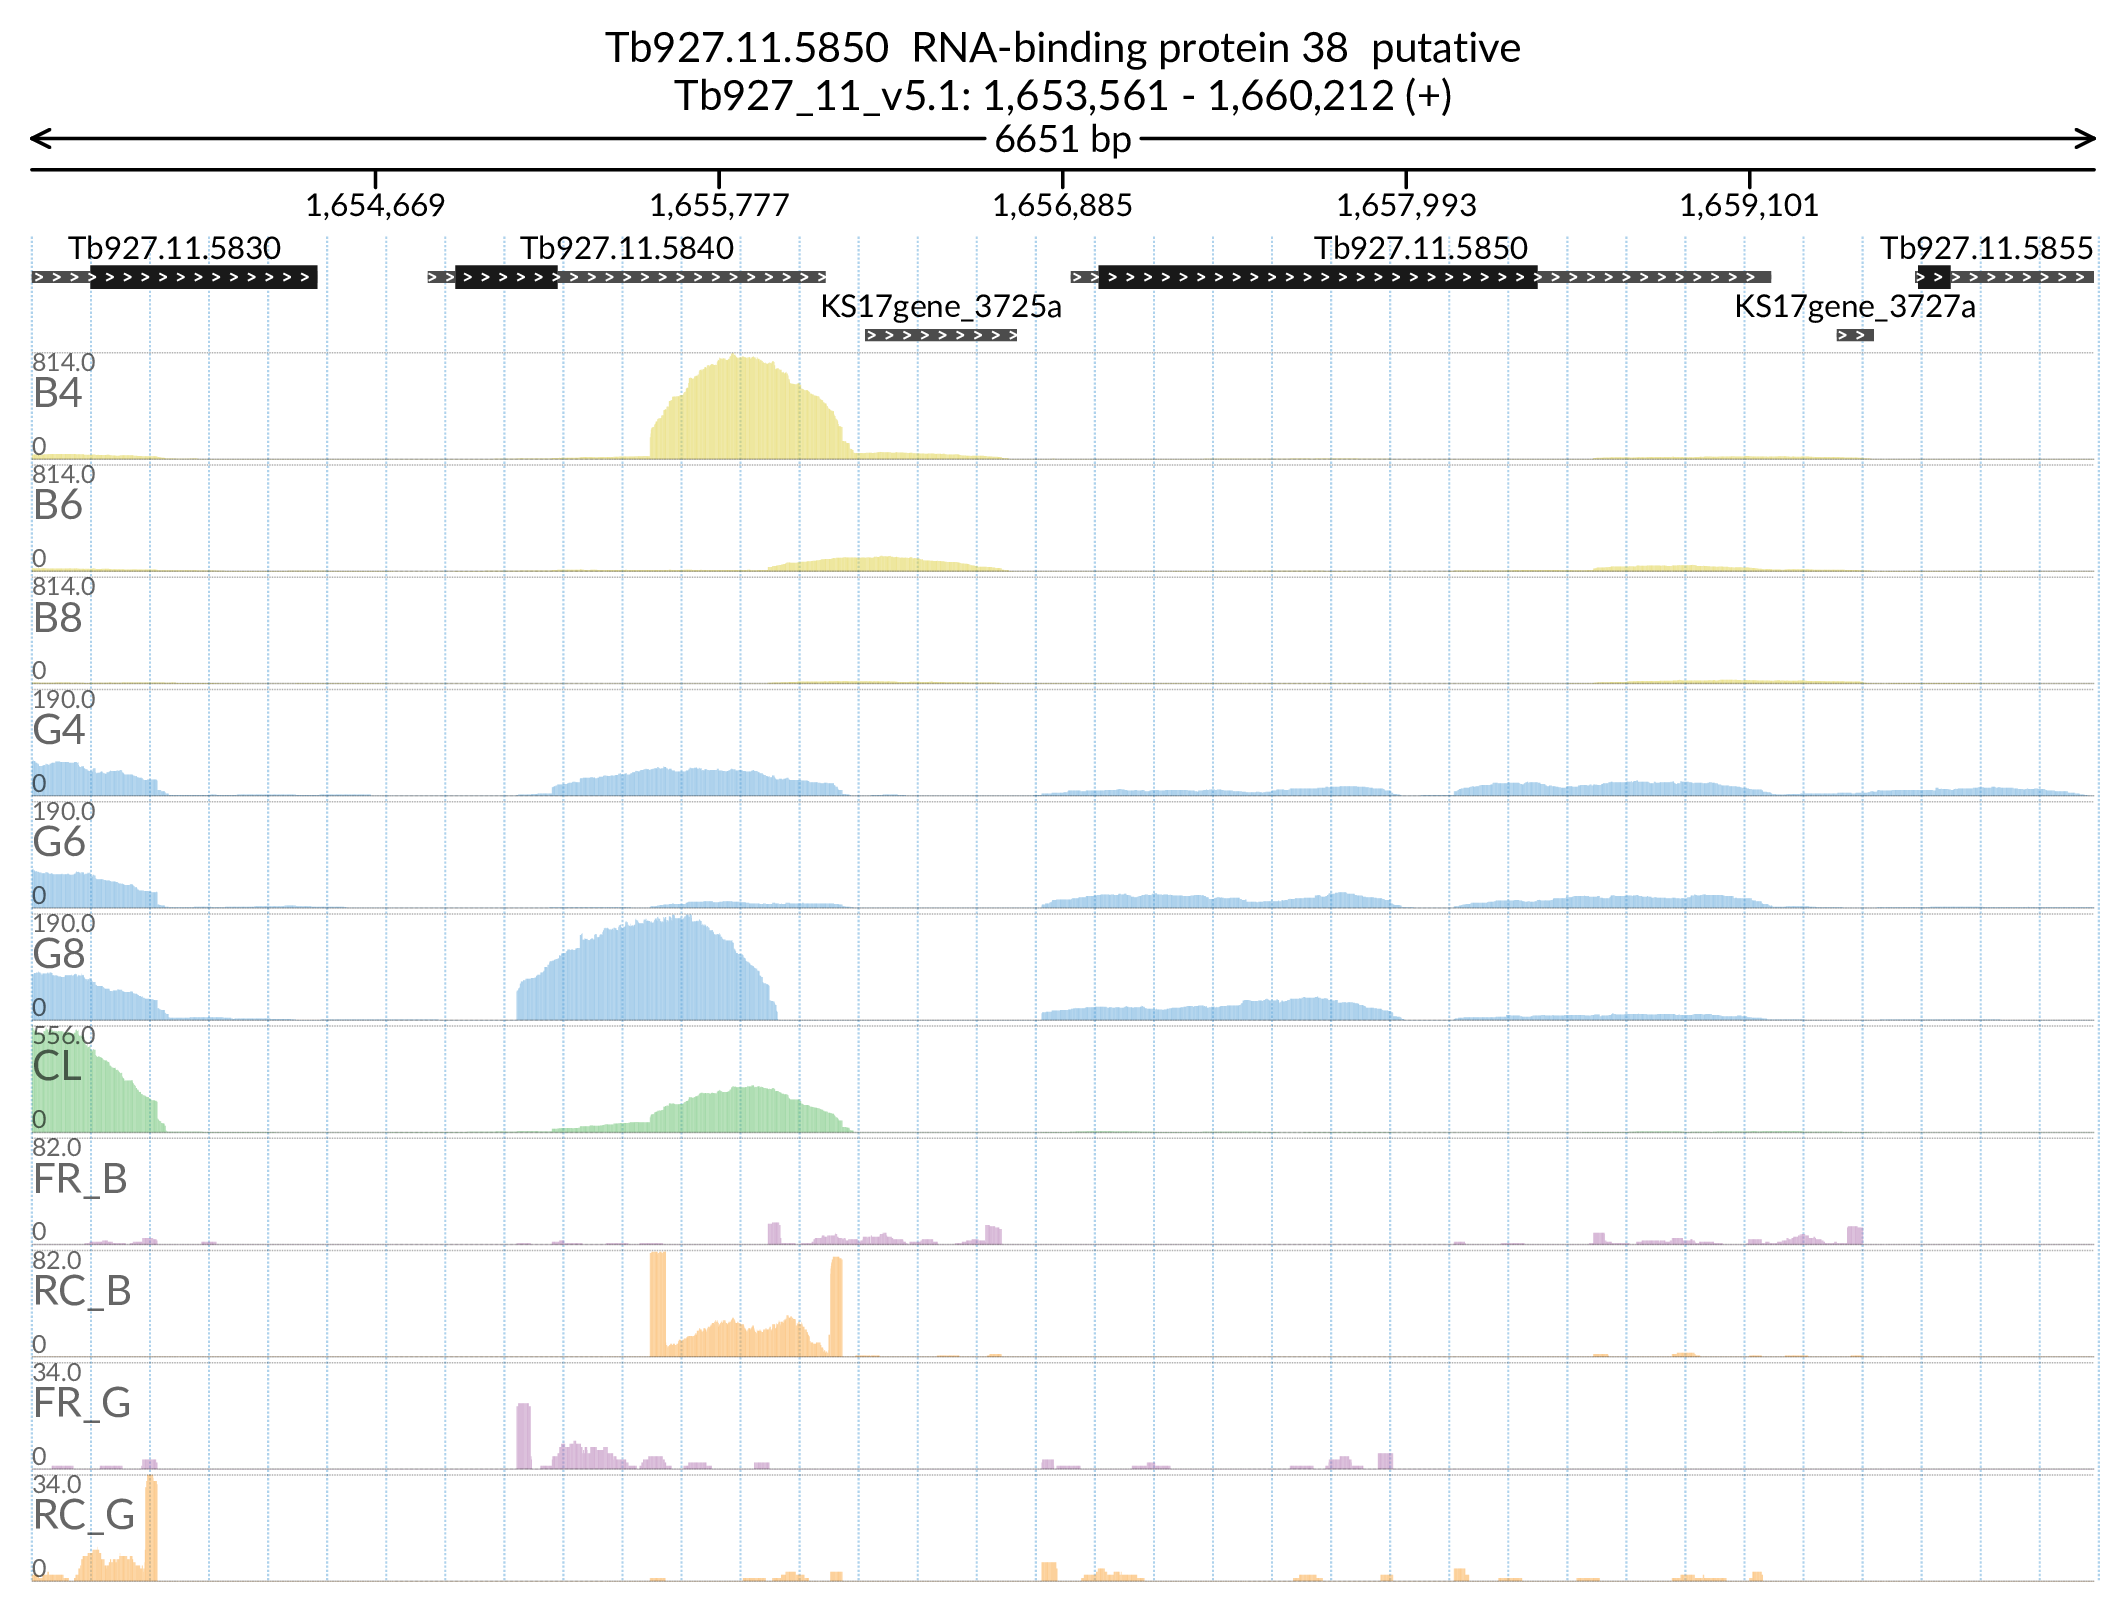 Tb927.11.5850  RNA-binding protein 38  putative
Tb927_11_v5.1: 1,653,561 - 1,660,212 (+)
6651 bp
1,654,669 1,655,777 1,656,885 1,657,993 1,659,101
Tb927.11.5830 Tb927.11.5840 Tb927.11.5850 Tb927.11.5855
KS17gene_3725a KS17gene_3727a
814.0
B4
0
814.0
B6
0
814.0
B8
0
190.0
G4
0
190.0
G6
0
190.0
G8
0
556.0
CL
0
82.0
FR_B
0
82.0
RC_B
0
34.0
FR_G
0
34.0
RC_G
0